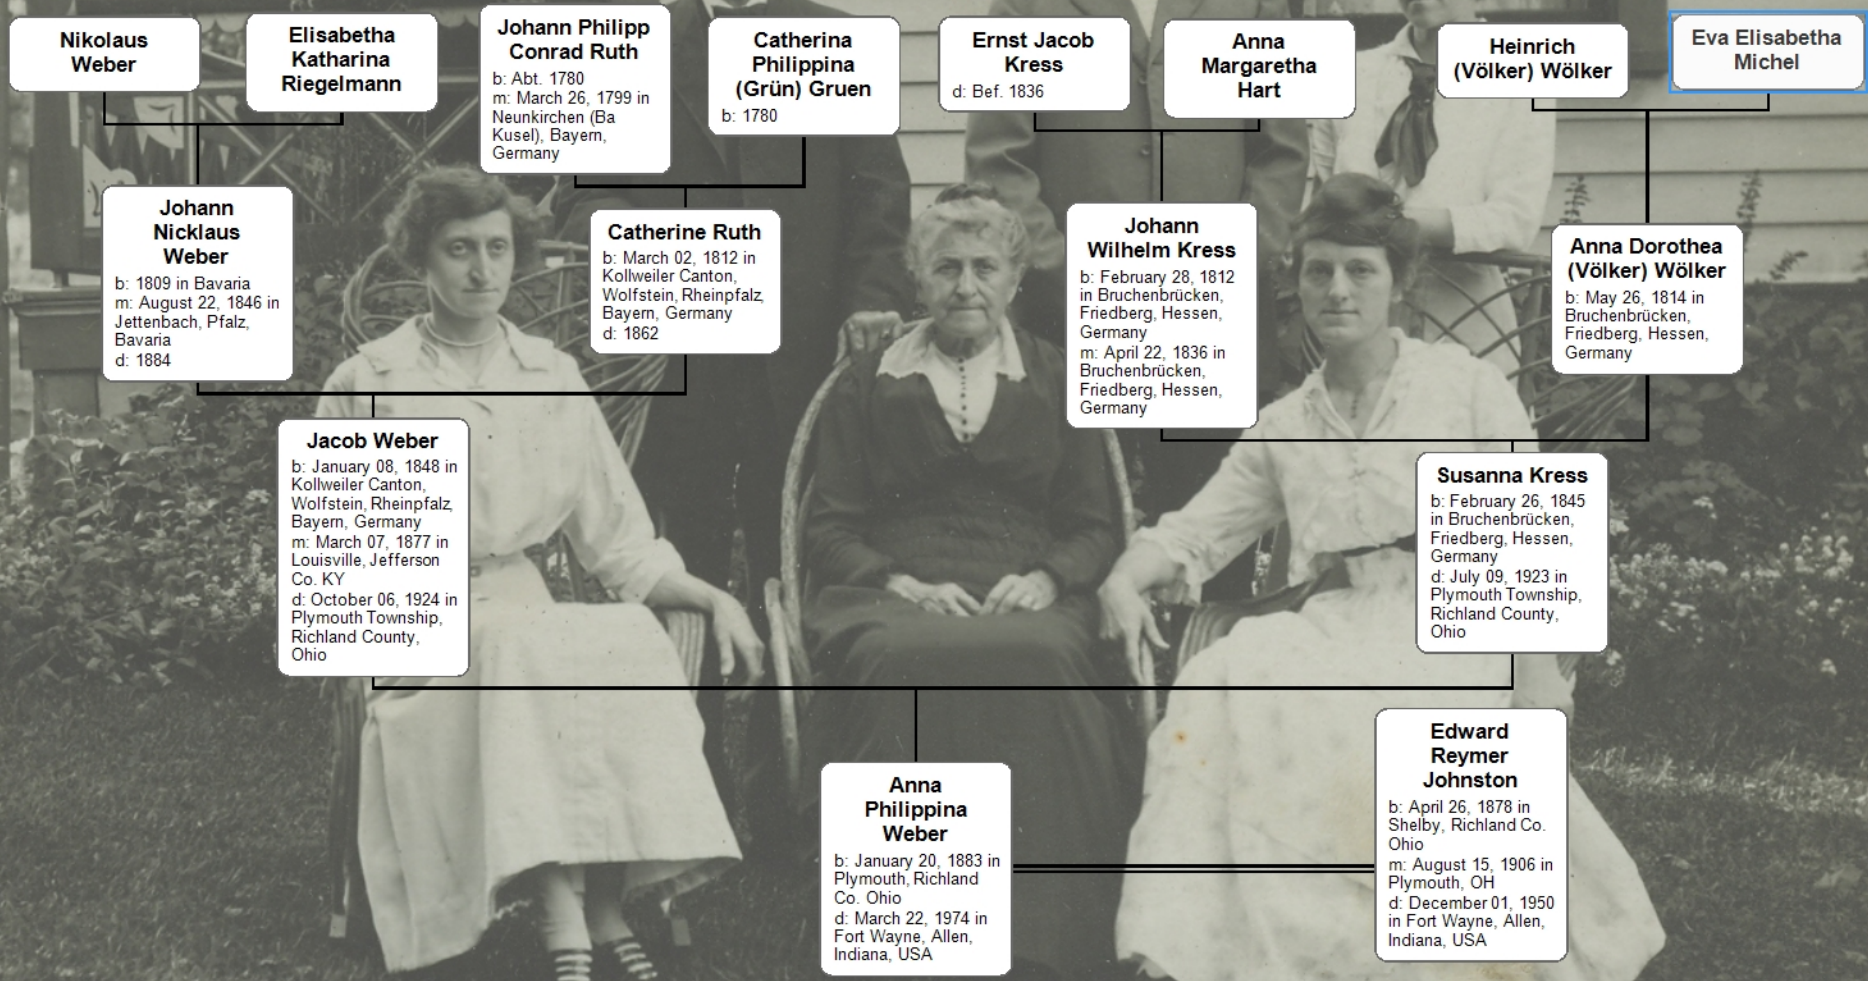 Nikolaus
Weber
Elisabetha
Katharina
Riegelmann
Johann Philipp
Conrad Ruth
b: Abt. 1780
m: March 26, 1799 in
Neunkirchen (Ba
Kusel), Bayern,
Germany
Catherina
Philippina
(Grün) Gruen
b: 1780
Ernst Jacob
Kress
d: Bef. 1836
Anna
Margaretha
Hart
Heinrich
(Völker) Wölker
Eva Elisabetha
Michel
Johann
Nicklaus
Weber
b: 1809 in Bavaria
m: August 22, 1846 in
Jettenbach, Pfalz,
Bavaria
d: 1884
Catherine Ruth
b: March 02, 1812 in
Kollweiler Canton,
Wolfstein, Rheinpfalz,
Bayern, Germany
d: 1862
Johann
Wilhelm Kress
b: February 28, 1812
in Bruchenbrücken,
Friedberg, Hessen,
Germany
m: April 22, 1836 in
Bruchenbrücken,
Friedberg, Hessen,
Germany
Anna Dorothea
(Völker) Wölker
b: May 26, 1814 in
Bruchenbrücken,
Friedberg, Hessen,
Germany
Jacob Weber
b: January 08, 1848 in
Kollweiler Canton,
Wolfstein, Rheinpfalz,
Bayern, Germany
m: March 07, 1877 in
Louisville, Jefferson
Co. KY
d: October 06, 1924 in
Plymouth Township,
Richland County,
Ohio
Susanna Kress
b: February 26, 1845
in Bruchenbrücken,
Friedberg, Hessen,
Germany
d: July 09, 1923 in
Plymouth Township,
Richland County,
Ohio
Anna
Philippina
Weber
b: January 20, 1883 in
Plymouth, Richland
Co. Ohio
d: March 22, 1974 in
Fort Wayne, Allen,
Indiana, USA
Edward
Reymer
Johnston
b: April 26, 1878 in
Shelby, Richland Co.
Ohio
m: August 15, 1906 in
Plymouth, OH
d: December 01, 1950
in Fort Wayne, Allen,
Indiana, USA